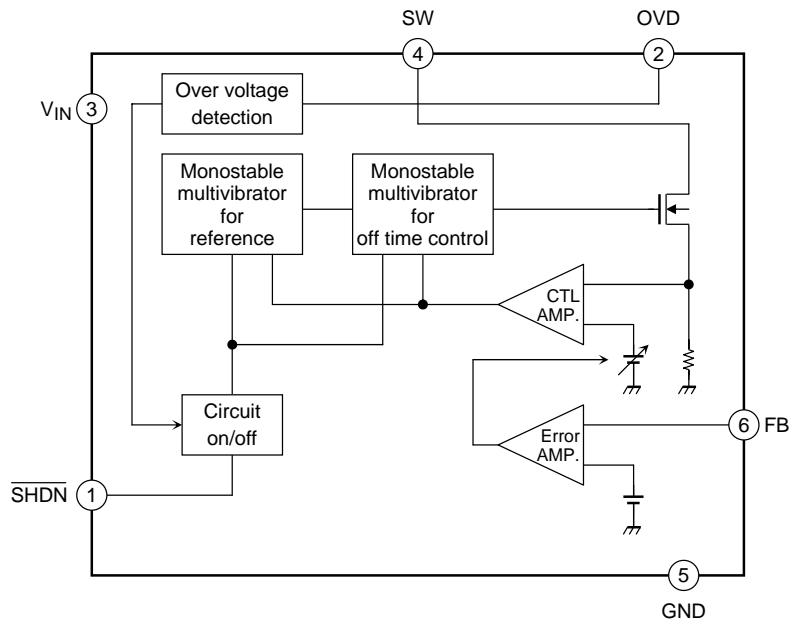 SW
OVD
4
2
Over voltage
detection
VIN
3
Monostable
multivibrator
for
reference
Monostable
multivibrator
for
off time control
CTL
AMP.
Circuit
on/off
Error
AMP.
6
FB
SHDN
1
5
GND